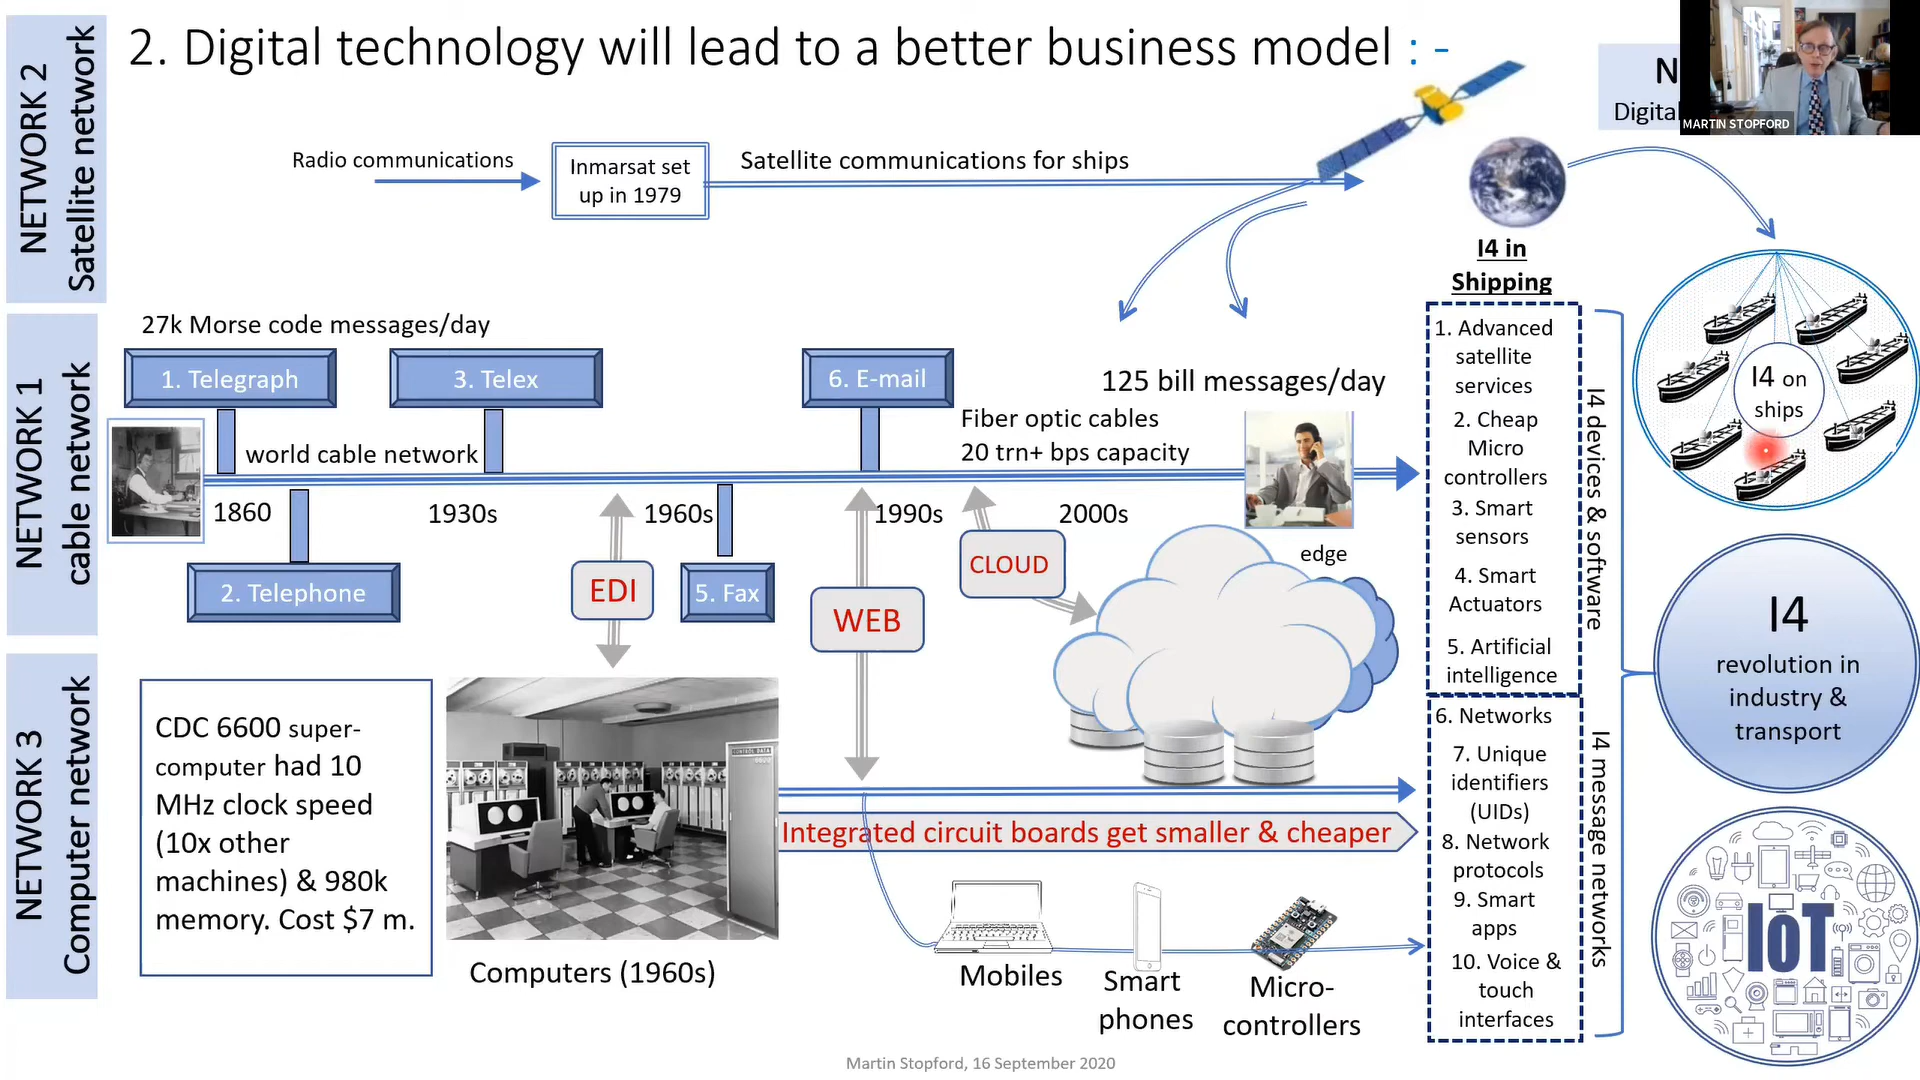 2. Digital technology will lead to a better business model : -
NETWORK 2
Satellite network
Radio communications
Inmarsat set
up in 1979
Satellite communications for ships
MARTIN STOPFORD
I4 in
Shipping
NETWORK 1
cable network
27k Morse code messages/day
1. Telegraph
3. Telex
6. E-mail
125 bill messages/day
Fiber optic cables
20 trn+ bps capacity
world cable network
1860
1930s
1960s
1990s
2000s
2. Telephone
EDI
5. Fax
WEB
CLOUD
edge
NETWORK 3
Computer network
CDC 6600 super-
computer had 10
MHz clock speed
(10x other
machines) & 980k
memory. Cost $7 m.
CONTROL DATA
Computers (1960s)
Integrated circuit boards get smaller & cheaper
Mobiles
Smart
phones
Micro-
controllers
1. Advanced
satellite
services
2. Cheap
Micro
controllers
3. Smart
sensors
4. Smart
Actuators
5. Artificial
intelligence
6. Networks
7. Unique
identifiers
(UIDs)
8. Network
protocols
9. Smart
apps
10. Voice &
touch
interfaces
I4 devices & software
I4 message networks
I4 on
ships
I4
revolution in
industry &
transport
IoT
Martin Stopford, 16 September 2020